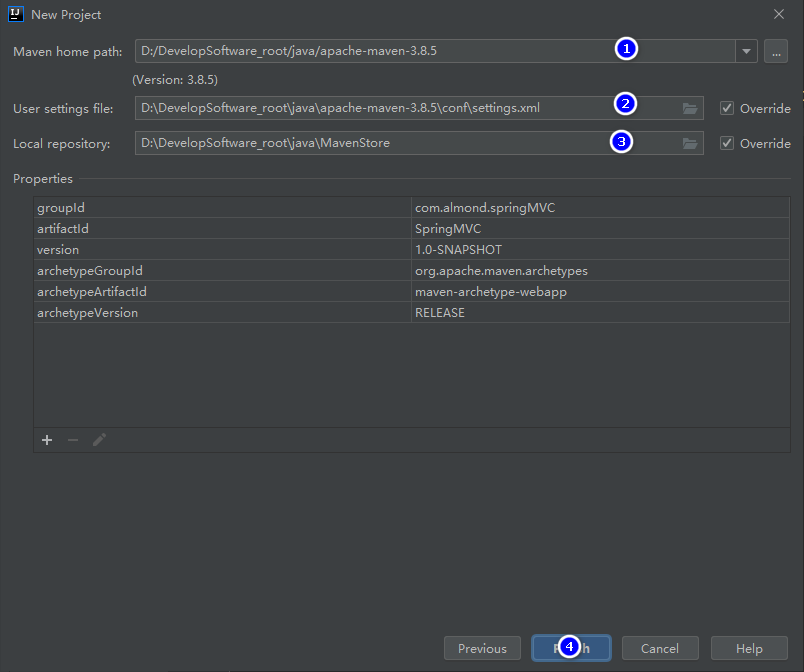 New Project
Maven home path: D:/DevelopSoftware_root/java/apache-maven-3.8.5 1 ...
(Version: 3.8.5)
User settings file: D:\DevelopSoftware_root\java\apache-maven-3.8.5\conf\settings.xml 2 Override
Local repository: D:\DevelopSoftware_root\java\MavenStore 3 Override
Properties
groupId com.almond.springMVC
artifactId SpringMVC
version 1.0-SNAPSHOT
archetypeGroupId org.apache.maven.archetypes
archetypeArtifactId maven-archetype-webapp
archetypeVersion RELEASE
Previous 4 Cancel Help